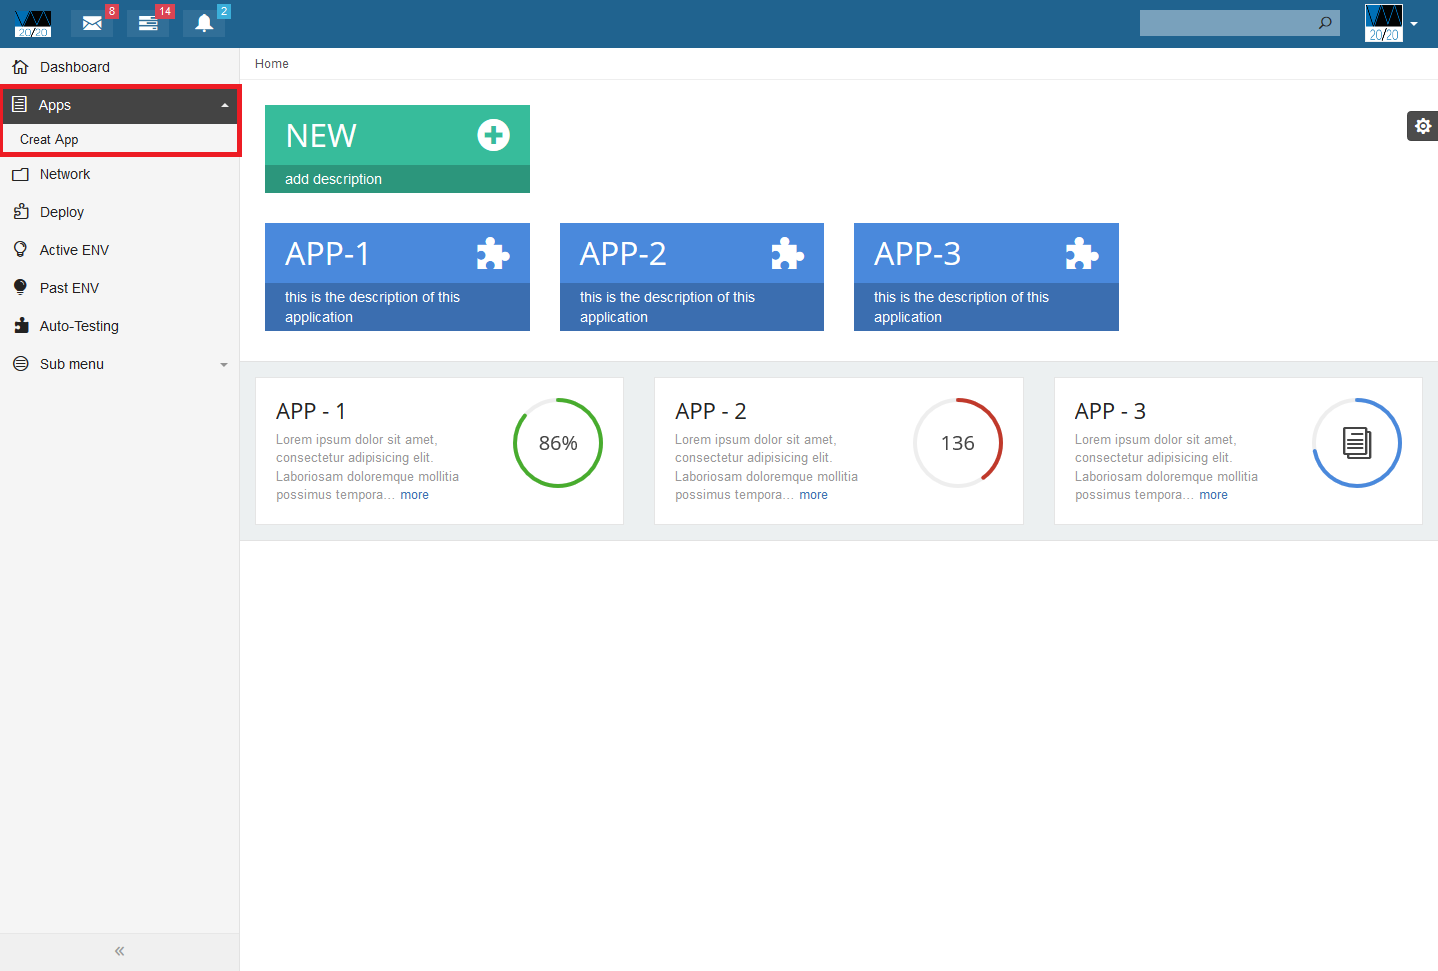 20/20
8
14
2
20/20
Dashboard
Home
Apps
Creat App
Network
Deploy
Active ENV
Past ENV
Auto-Testing
Sub menu
NEW
add description
APP-1
this is the description of this
application
APP-2
this is the description of this
application
APP-3
this is the description of this
application
APP - 1
Lorem ipsum dolor sit amet,
consectetur adipisicing elit.
Laboriosam doloremque mollitia
possimus tempora... more
86%
APP - 2
Lorem ipsum dolor sit amet,
consectetur adipisicing elit.
Laboriosam doloremque mollitia
possimus tempora... more
136
APP - 3
Lorem ipsum dolor sit amet,
consectetur adipisicing elit.
Laboriosam doloremque mollitia
possimus tempora... more